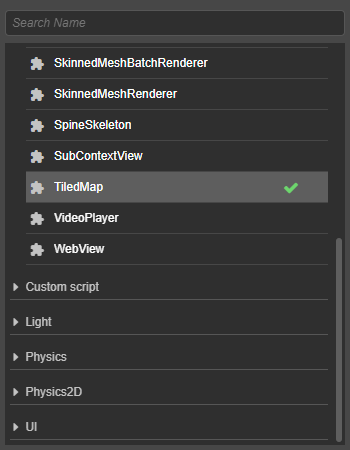 Search Name
SkinnedMeshBatchRenderer
SkinnedMeshRenderer
SpineSkeleton
SubContextView
TiledMap
VideoPlayer
WebView
Custom script
Light
Physics
Physics2D
UI